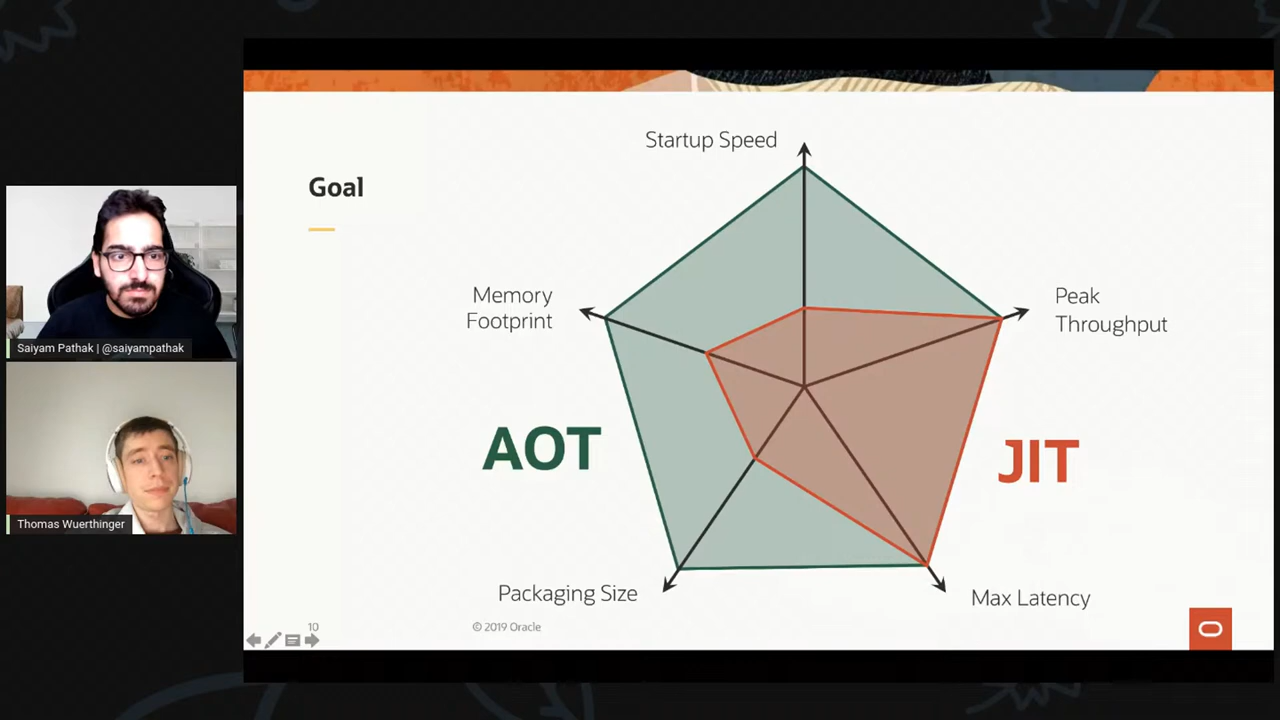 Goal
Startup Speed
Memory
Footprint
Peak
Throughput
AOT
JIT
Packaging Size
Max Latency
10
© 2019 Oracle
Saiyam Pathak | @saiyampathak
Thomas Wuerthinger